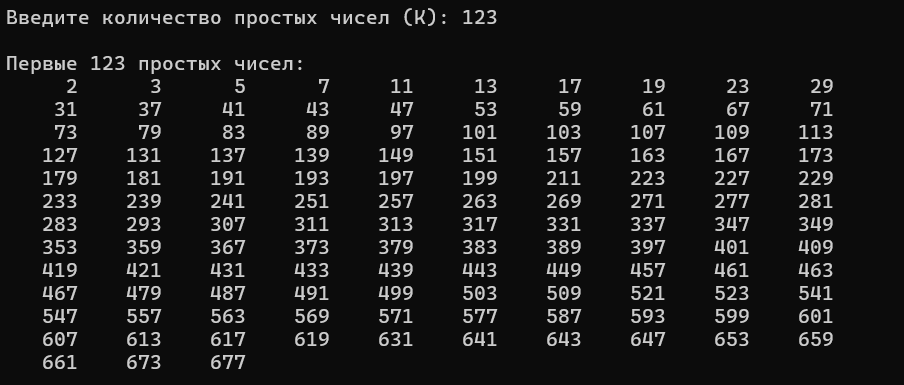 Введите количество простых чисел (K): 123
Первые 123 простых чисел:
2 3 5 7 11 13 17 19 23 29
31 37 41 43 47 53 59 61 67 71
73 79 83 89 97 101 103 107 109 113
127 131 137 139 149 151 157 163 167 173
179 181 191 193 197 199 211 223 227 229
233 239 241 251 257 263 269 271 277 281
283 293 307 311 313 317 331 337 347 349
353 359 367 373 379 383 389 397 401 409
419 421 431 433 439 443 449 457 461 463
467 479 487 491 499 503 509 521 523 541
547 557 563 569 571 577 587 593 599 601
607 613 617 619 631 641 643 647 653 659
661 673 677